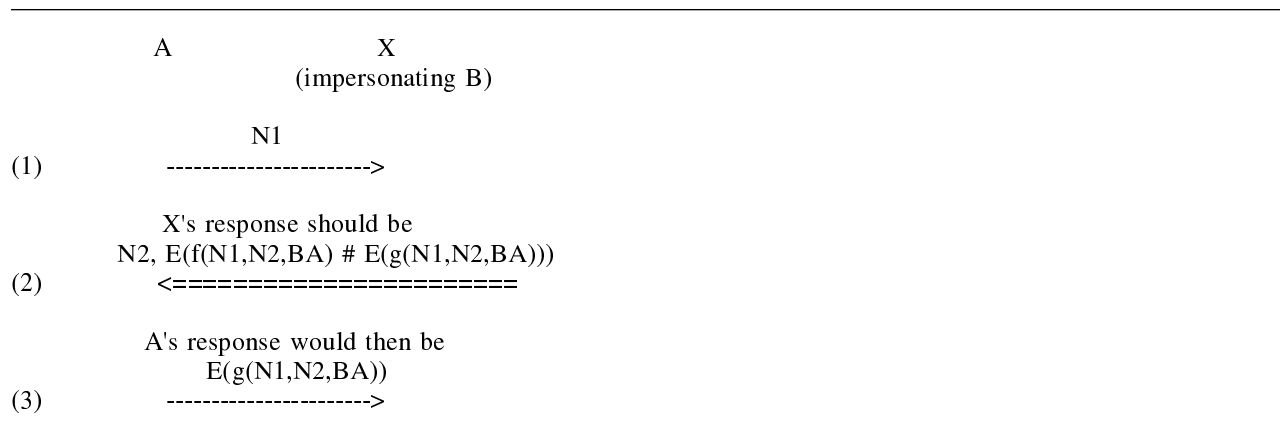 A X
(impersonating B)
N1
(1) ----------------------->
X's response should be
N2, E(f(N1,N2,BA) # E(g(N1,N2,BA)))
(2) <=======================
A's response would then be
E(g(N1,N2,BA))
(3) ----------------------->